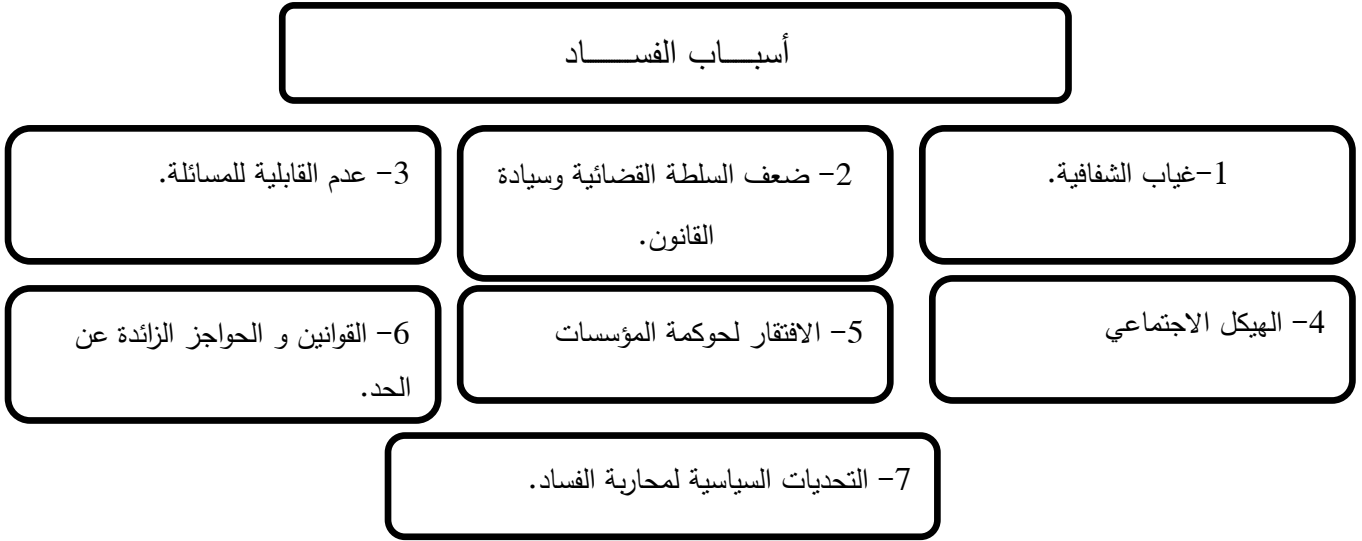 أسبـــاب الفســــاد
1-غياب الشفافية.
2- ضعف السلطة القضائية وسيادة
القانون.
3- عدم القابلية للمسائلة.
4- الهيكل الاجتماعي
5- الافتقار لحوكمة المؤسسات
6- القوانين و الحواجز الزائدة عن
الحد.
7- التحديات السياسية لمحاربة الفساد.